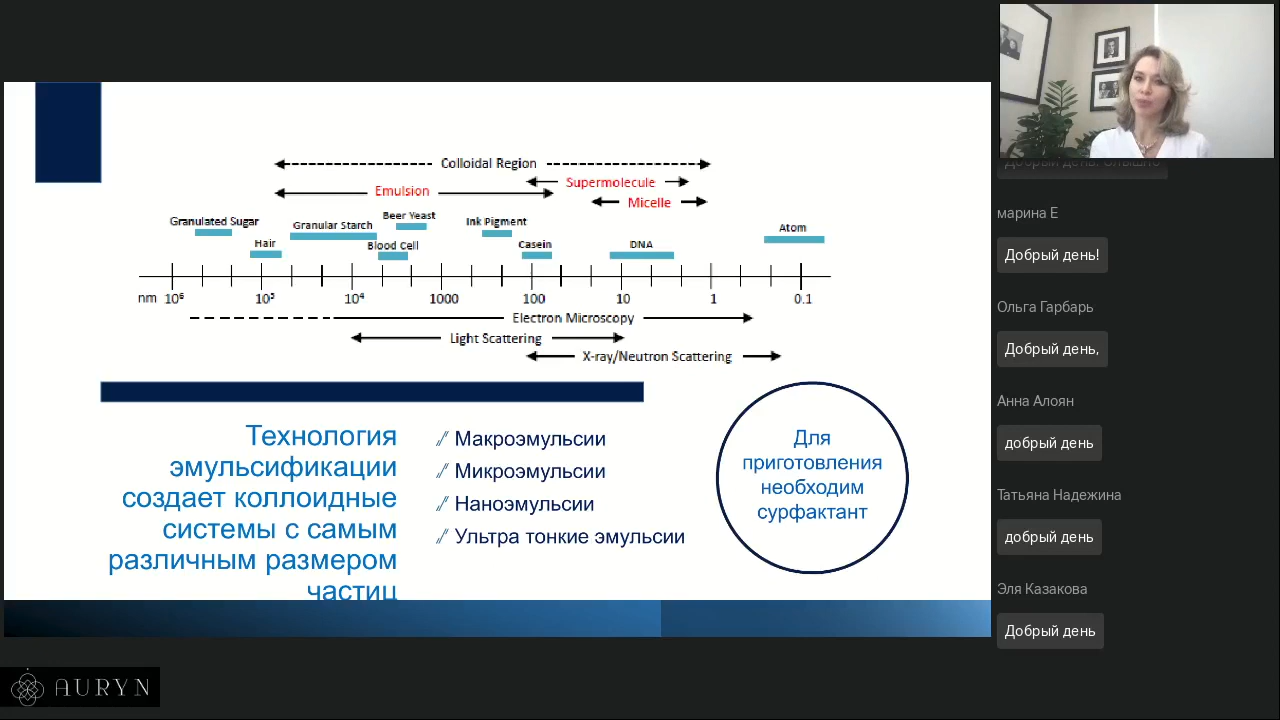 Colloidal Region
Supermolecule
Emulsion
Micelle
Granulated Sugar
Granular Starch
Beer Yeast
Ink Pigment
Atom
Hair
Blood Cell
Casein
DNA
nm 10⁶ 10⁵ 10⁴ 1000 100 10 1 0.1
Electron Microscopy
Light Scattering
X-ray/Neutron Scattering
Технология
эмульсификации
создает коллоидные
системы с самым
различным размером
частиц
Макроэмульсии
Микроэмульсии
Наноэмульсии
Ультра тонкие эмульсии
Для
приготовления
необходим
сурфактант
AURYN
марина Е
Добрый день!
Ольга Гарбарь
Добрый день,
Анна Алоян
добрый день
Татьяна Надежина
добрый день
Эля Казакова
Добрый день